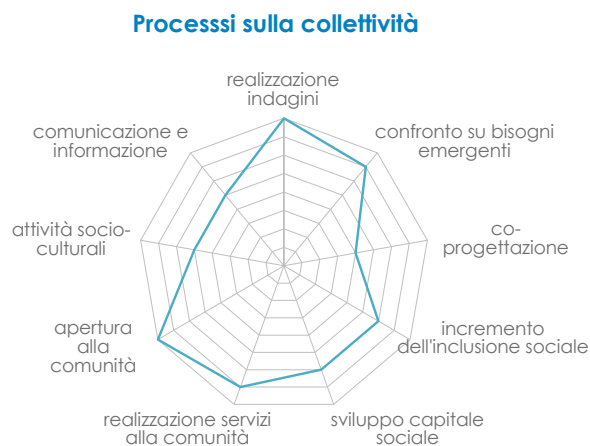 Processsi sulla collettività
realizzazione
indagini
confronto su bisogni
emergenti
co-
progettazione
incremento
dell'inclusione sociale
sviluppo capitale
sociale
realizzazione servizi
alla comunità
apertura
alla
comunità
attività socio-
culturali
comunicazione e
informazione